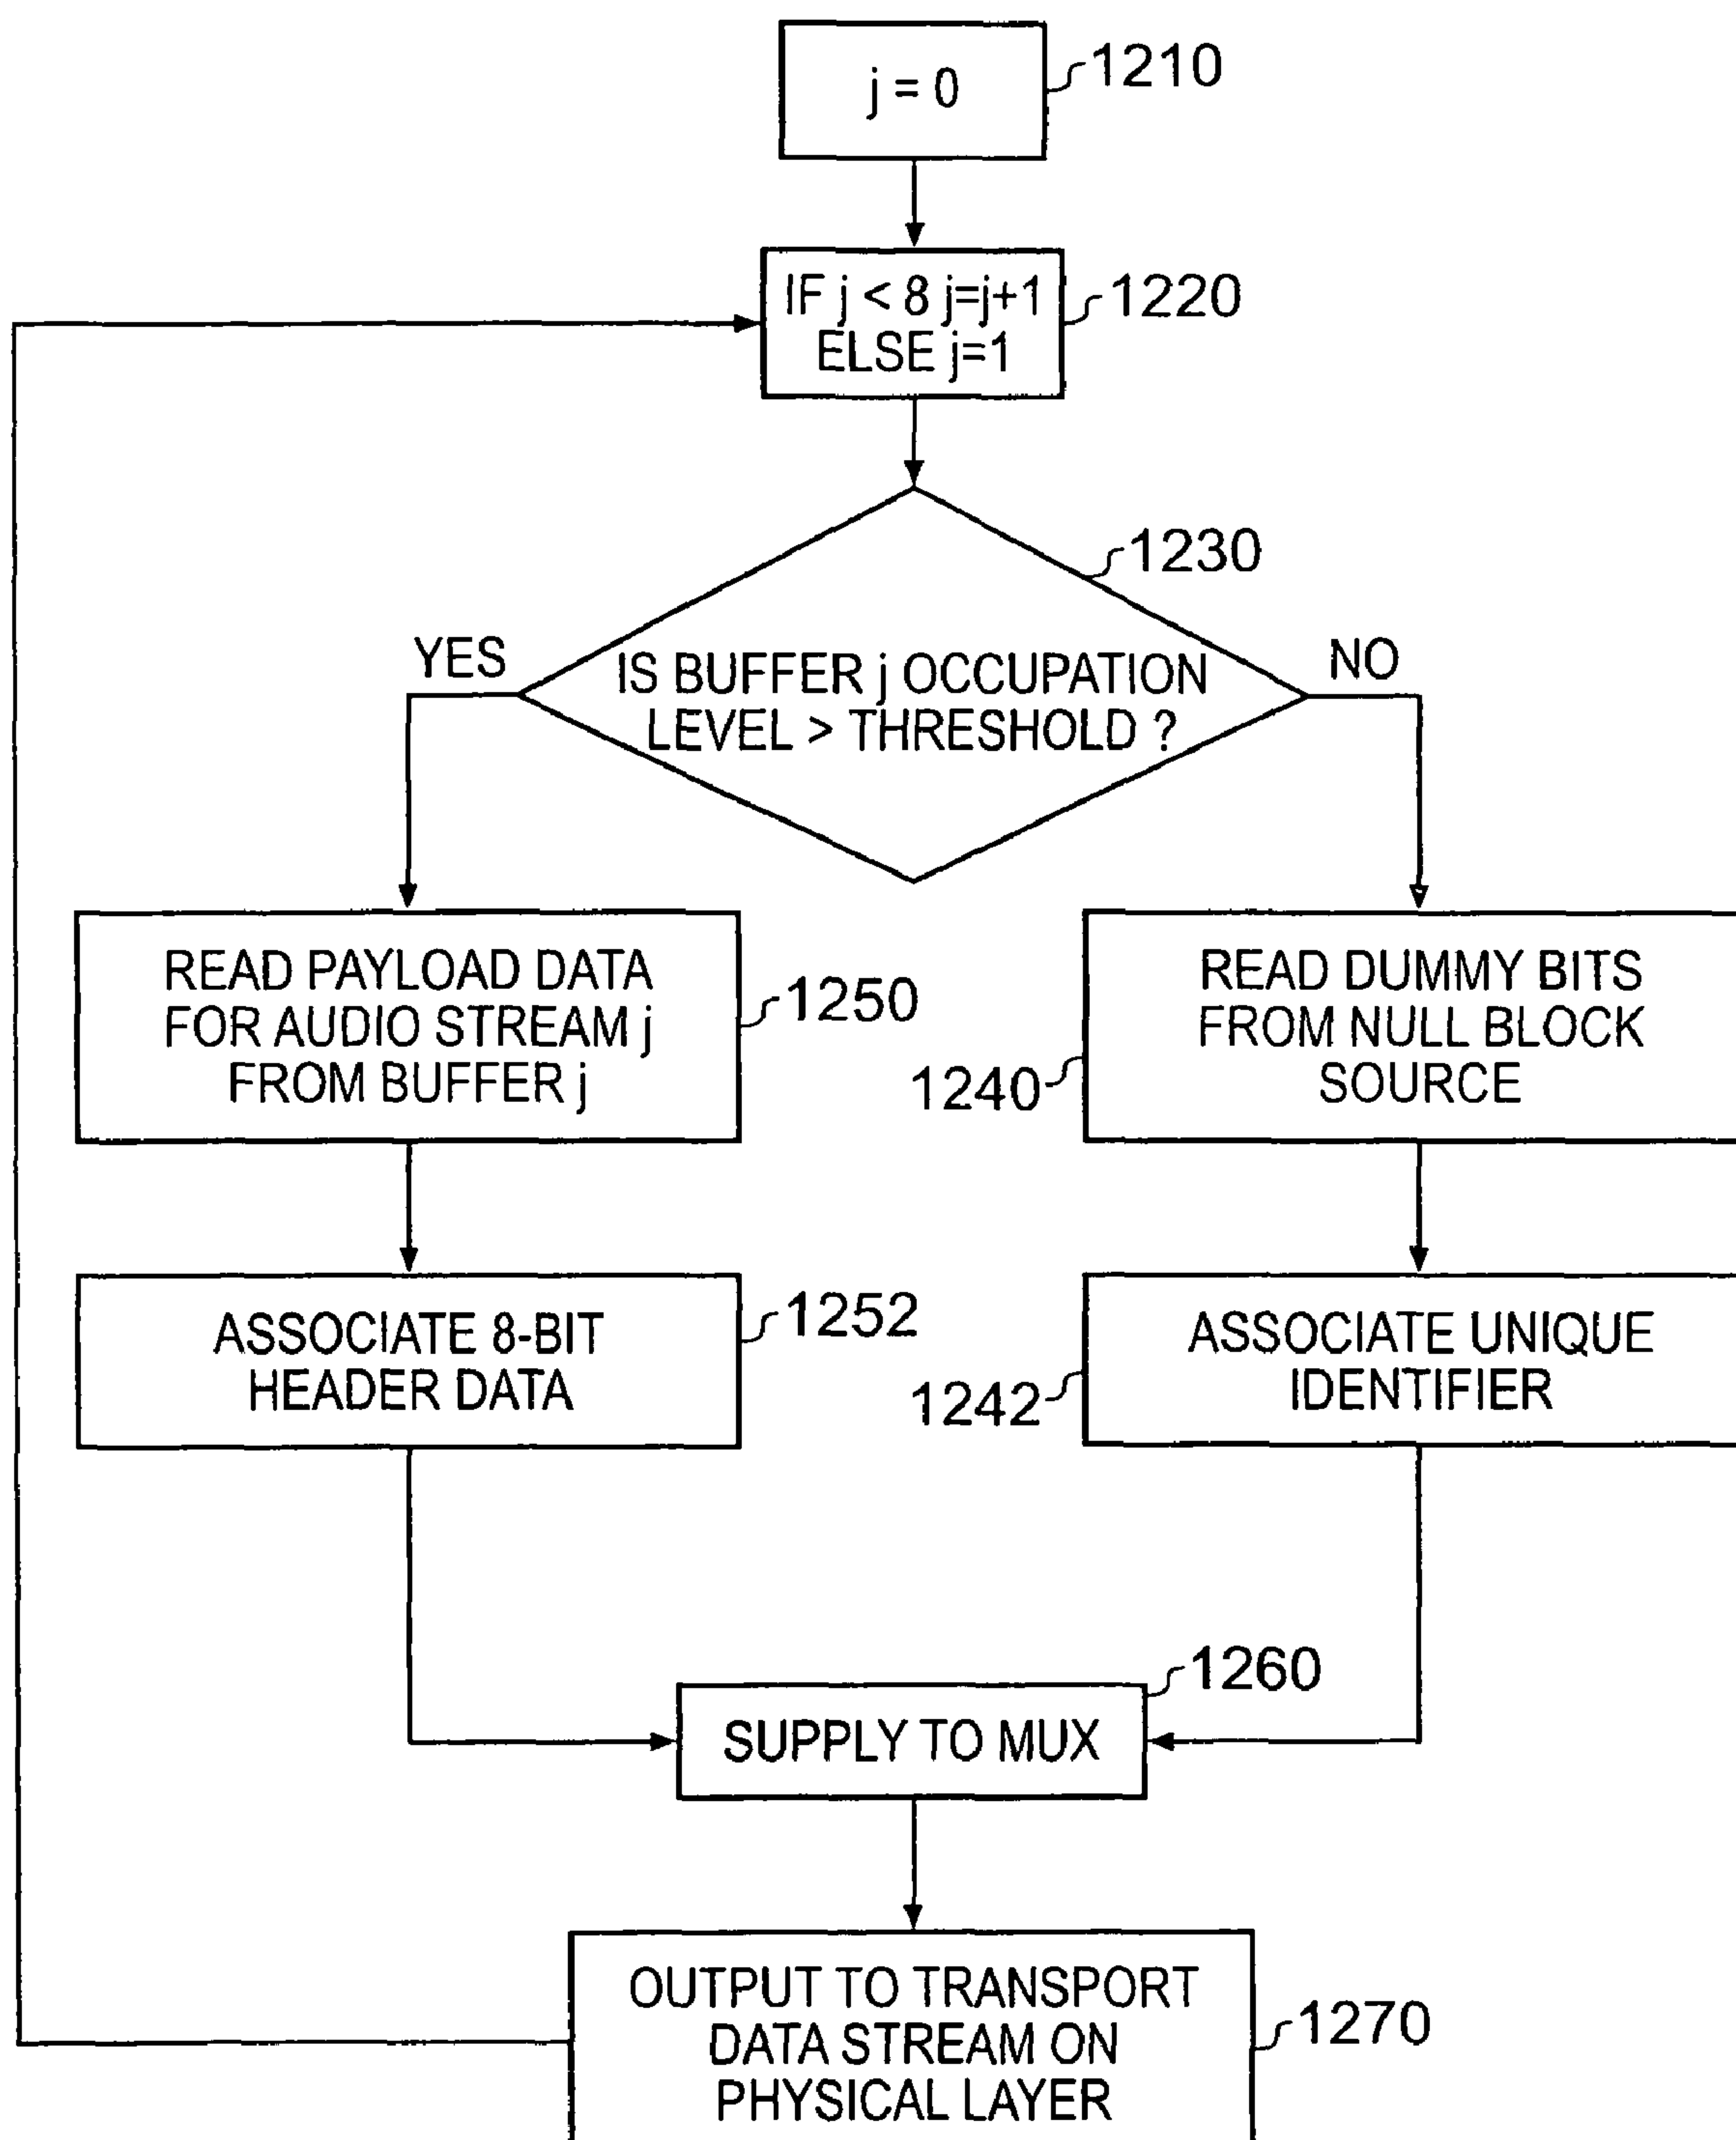 j = 0
1210
IF j < 8 j=j+1
ELSE j=1
1220
1230
YES
IS BUFFER j OCCUPATION
LEVEL > THRESHOLD ?
NO
READ PAYLOAD DATA
FOR AUDIO STREAM j
FROM BUFFER j
1250
READ DUMMY BITS
FROM NULL BLOCK
SOURCE
1240
ASSOCIATE 8-BIT
HEADER DATA
1252
ASSOCIATE UNIQUE
IDENTIFIER
1242
1260
SUPPLY TO MUX
OUTPUT TO TRANSPORT
DATA STREAM ON
PHYSICAL LAYER
1270